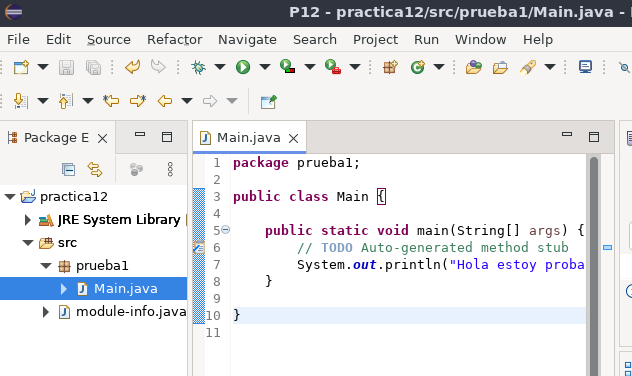 P12 - practica12/src/prueba1/Main.java -
File Edit Source Refactor Navigate Search Project Run Window Help
Package E
Main.java
practica12
JRE System Library
src
prueba1
Main.java
module-info.java
1 package prueba1;
2
3 public class Main {
4
5 public static void main(String[] args) {
6 // TODO Auto-generated method stub
7 System.out.println("Hola estoy proba
8 }
9
10 }
11